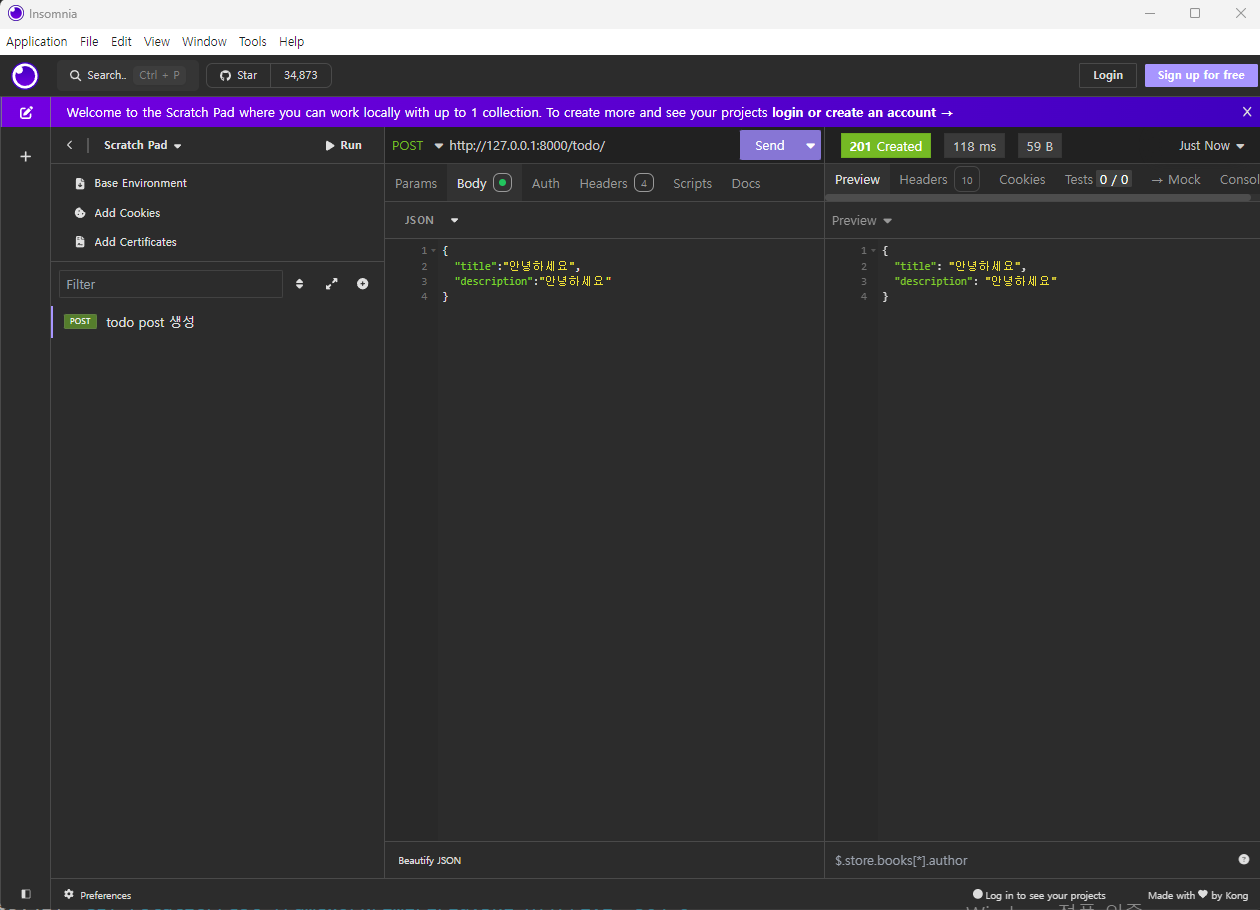 Insomnia
Application File Edit View Window Tools Help
Search.. Ctrl + P Star 34,873 Login Sign up for free
Welcome to the Scratch Pad where you can work locally with up to 1 collection. To create more and see your projects login or create an account →
Scratch Pad Run
POST http://127.0.0.1:8000/todo/ Send
201 Created 118 ms 59 B Just Now
Base Environment
Add Cookies
Add Certificates
Filter
POST todo post 생성
Params Body Auth Headers 4 Scripts Docs
JSON
1 {
2 "title":"안녕하세요",
3 "description":"안녕하세요"
4 }
Beautify JSON
Preview Headers 10 Cookies Tests 0 / 0 → Mock Consol
Preview
1 {
2 "title": "안녕하세요",
3 "description": "안녕하세요"
4 }
$.store.books[*].author
Preferences
Log in to see your projects Made with ♥ by Kong